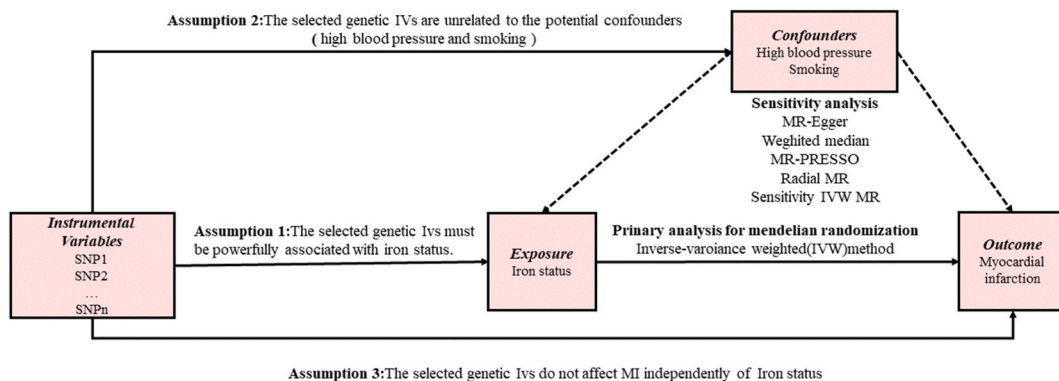 Assumption 2:The selected genetic IVs are unrelated to the potential confounders
( high blood pressure and smoking )
Confounders
High blood pressure
Smoking
Sensitivity analysis
MR-Egger
Weghited median
MR-PRESSO
Radial MR
Sensitivity IVW MR
Instrumental
Variables
SNP1
SNP2
...
SNPn
Assumption 1:The selected genetic Ivs must
be powerfully associated with iron status.
Exposure
Iron status
Primary analysis for mendelian randomization
Inverse-varoiance weighted(IVW)method
Outcome
Myocardial
infarction
Assumption 3:The selected genetic Ivs do not affect MI independently of Iron status